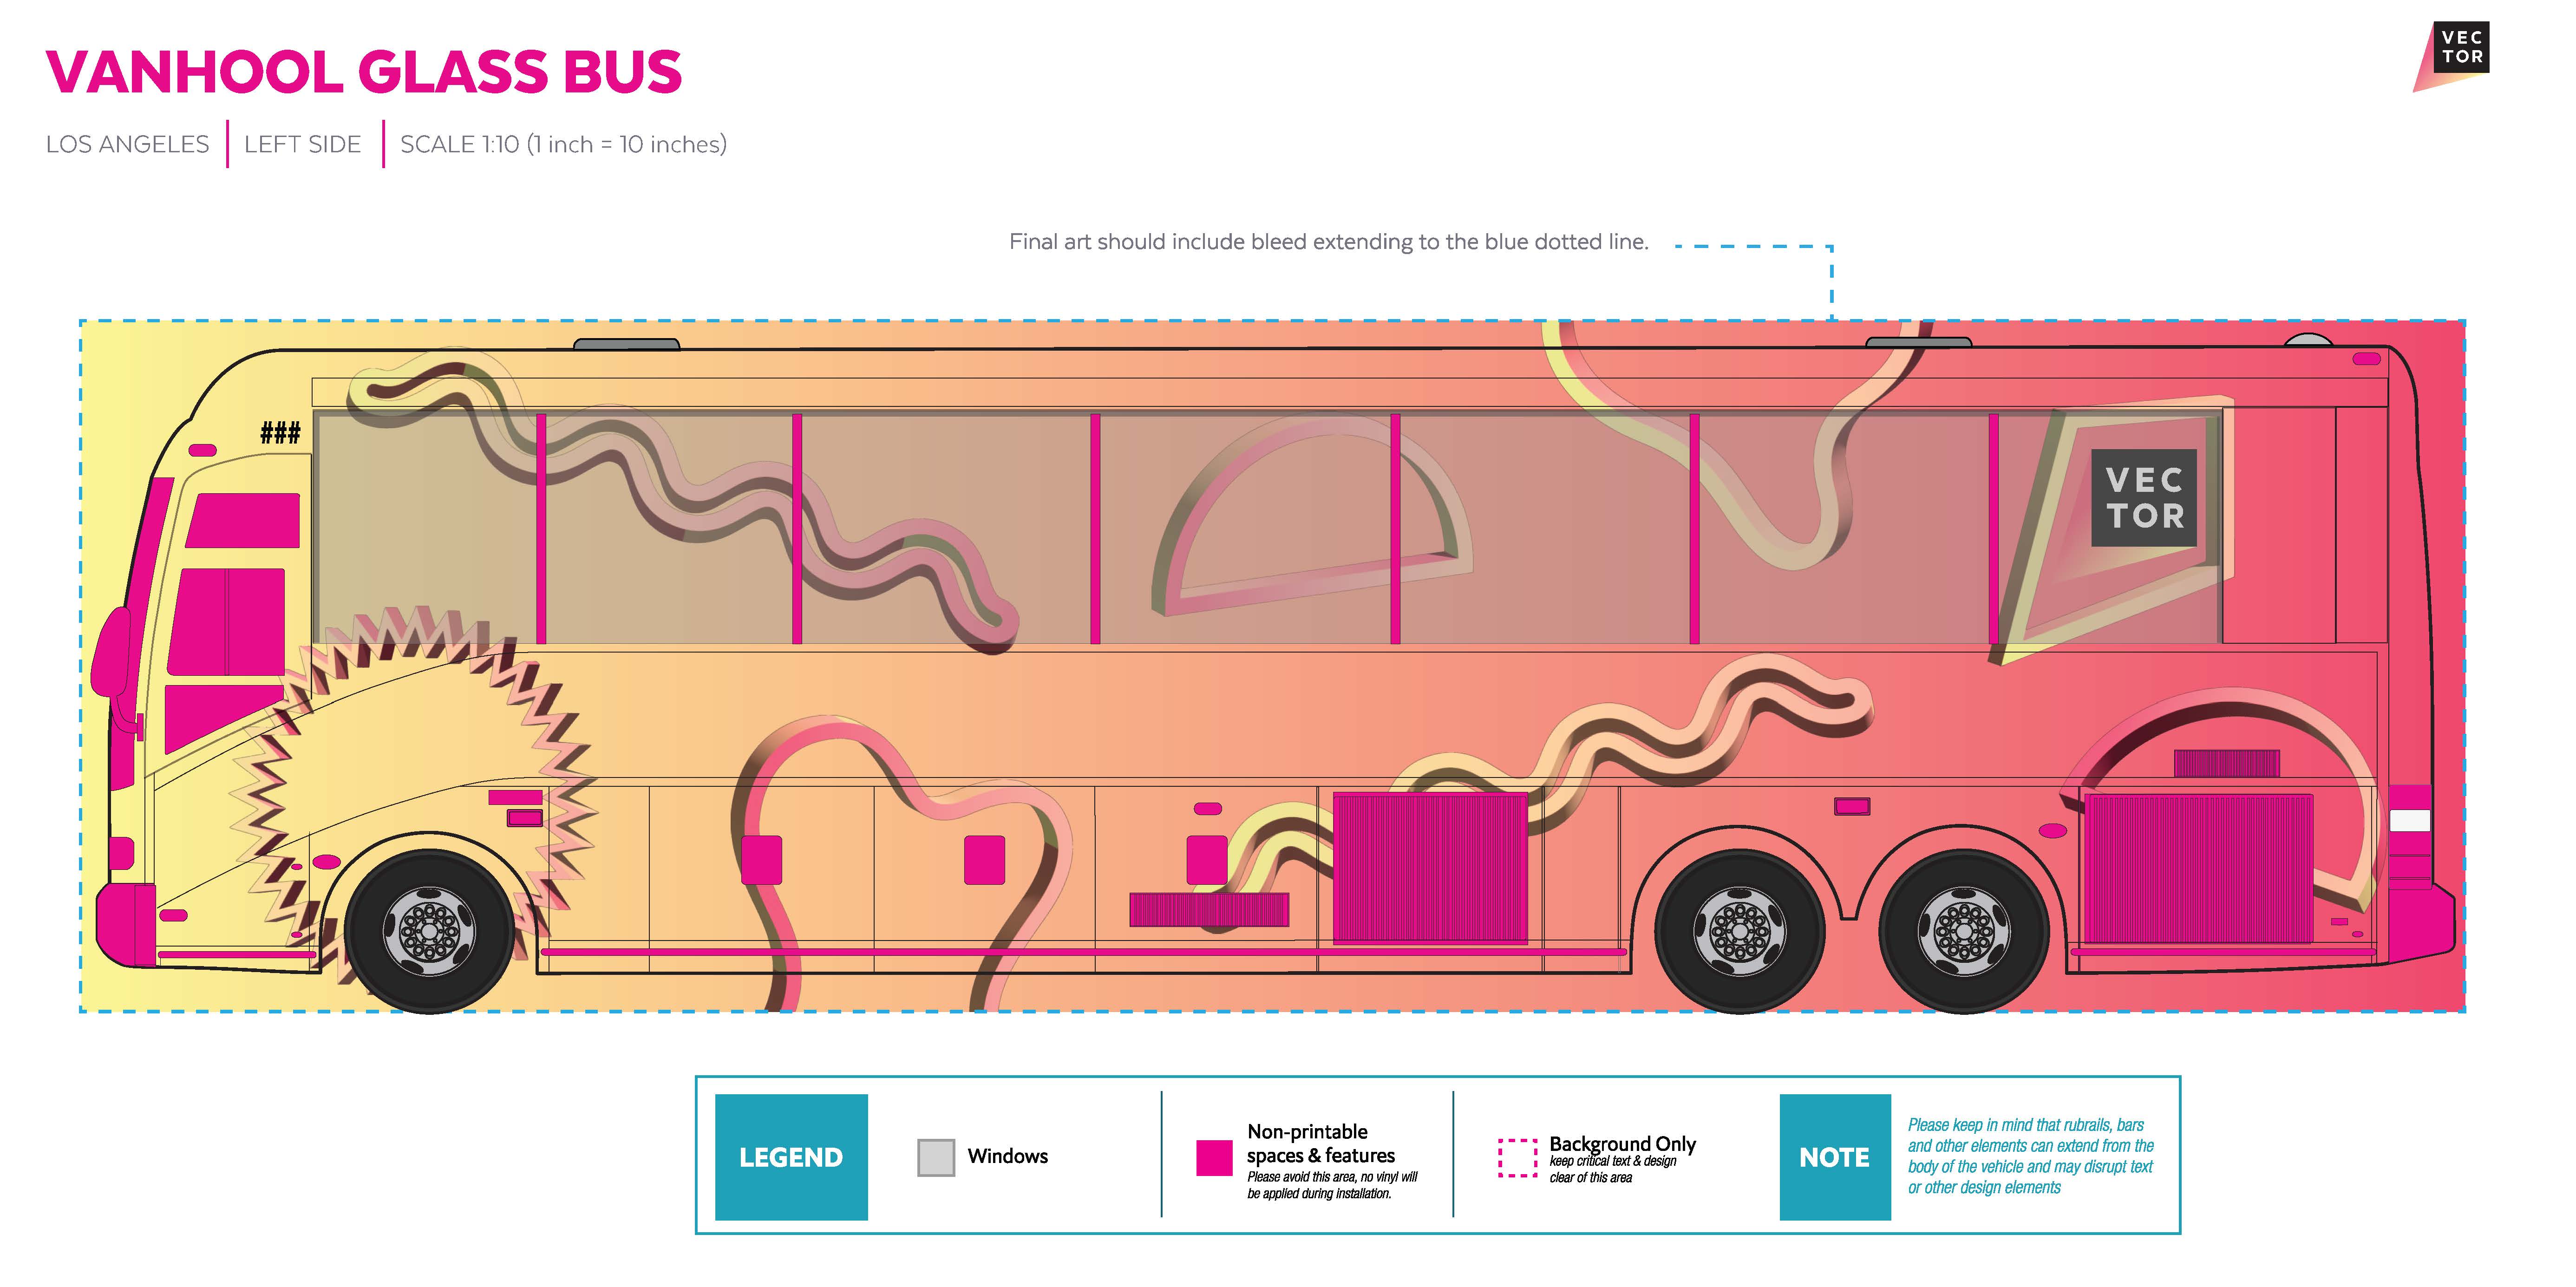 VANHOOL GLASS BUS
VEC
TOR
LOS ANGELES | LEFT SIDE | SCALE 1:10 (1 inch = 10 inches)
Final art should include bleed extending to the blue dotted line.
###
VEC
TOR
LEGEND
Windows
Non-printable
spaces & features
Please avoid this area, no vinyl will
be applied during installation.
Background Only
keep critical text & design
clear of this area
NOTE
Please keep in mind that rubrails, bars
and other elements can extend from the
body of the vehicle and may disrupt text
or other design elements